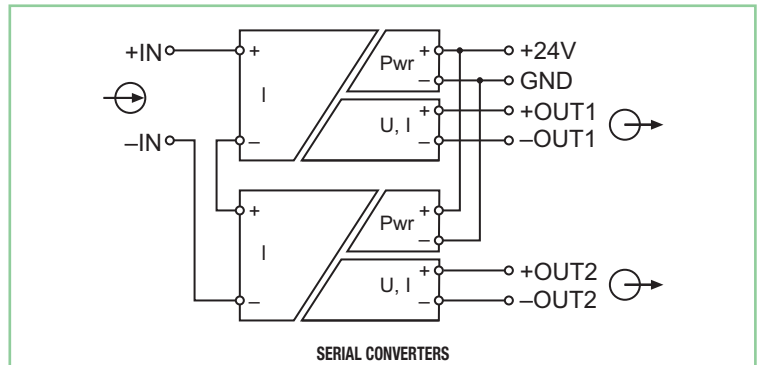 +IN + I Pwr + +24V
– GND
U, I + +OUT1
–IN – – –OUT1
+ I Pwr +
–
U, I + +OUT2
– – –OUT2
SERIAL CONVERTERS